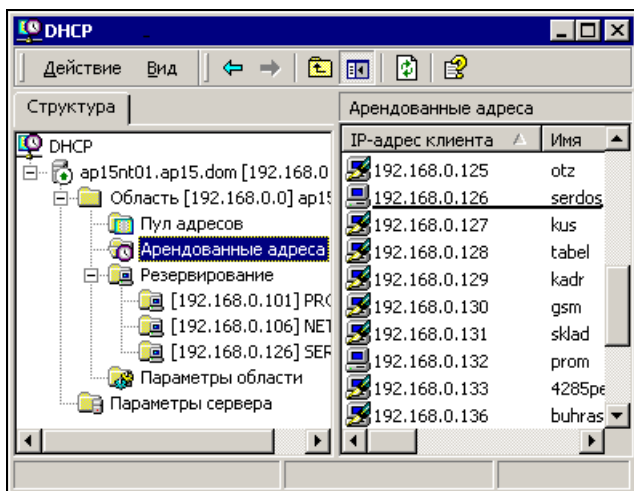 DHCP
Действие Вид
Структура
DHCP
ap15nt01.ap15.dom [192.168.0
Область [192.168.0.0] ap15
Пул адресов
Арендованные адреса
Резервирование
[192.168.0.101] PRO
[192.168.0.106] NET
[192.168.0.126] SER
Параметры области
Параметры сервера
Арендованные адреса
IP-адрес клиента Имя
192.168.0.125 otz
192.168.0.126 serdos
192.168.0.127 kus
192.168.0.128 tabel
192.168.0.129 kadr
192.168.0.130 gsm
192.168.0.131 sklad
192.168.0.132 prom
192.168.0.133 4285pe
192.168.0.136 buhras